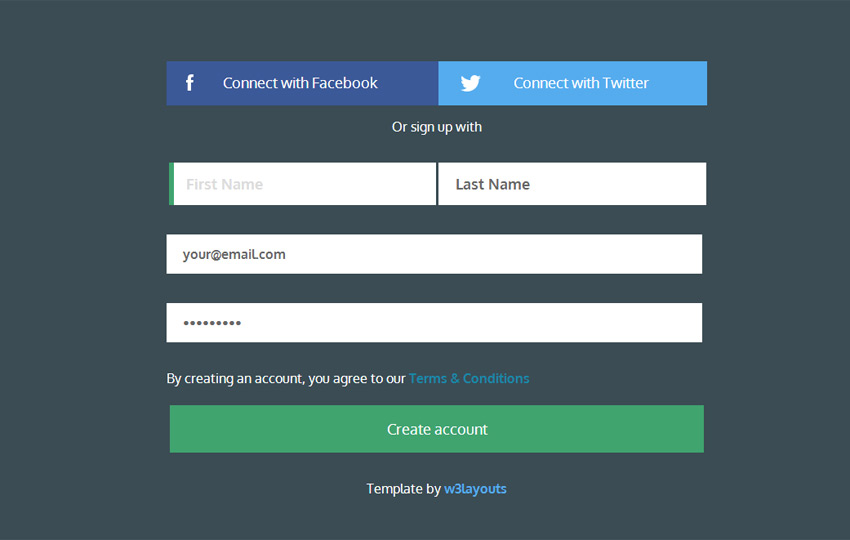 Connect with Facebook Connect with Twitter
Or sign up with
First Name Last Name
your@email.com
•••••••••
By creating an account, you agree to our Terms & Conditions
Create account
Template by w3layouts